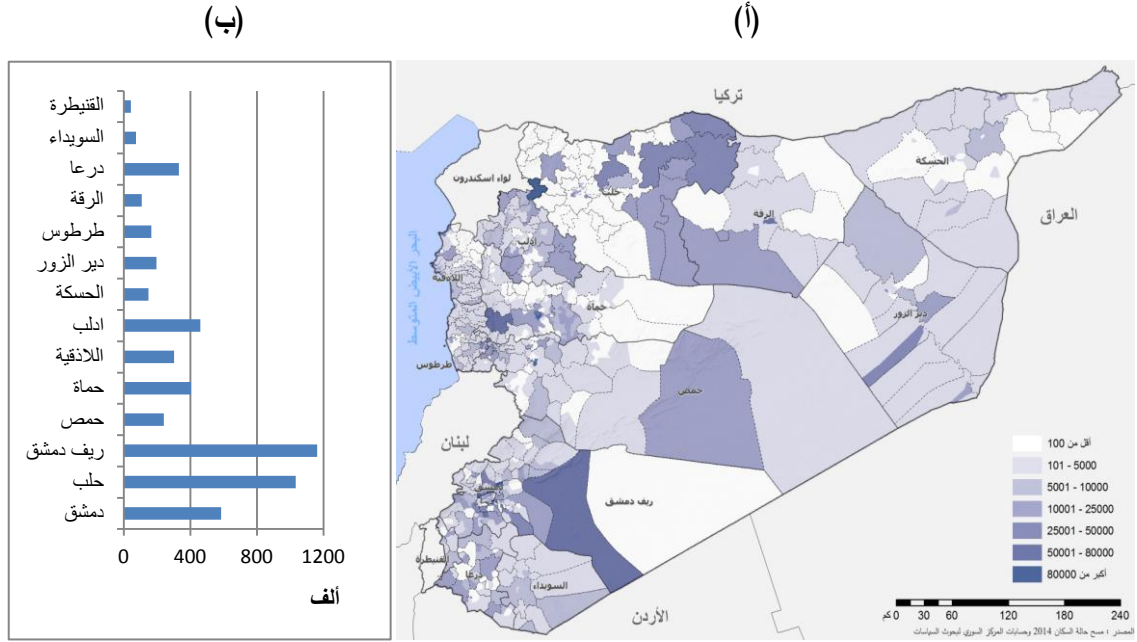 (أ)
(ب)
تركيا
لواء اسكندرون
حلب
الحسكة
الرقة
العراق
ادلب
البحر الأبيض المتوسط
اللاذقية
حماة
دير الزور
طرطوس
حمص
لبنان
دمشق
ريف دمشق
القنيطرة
درعا
السويداء
الأردن
أقل من 100
101 - 5000
5001 - 10000
10001 - 25000
25001 - 50000
50001 - 80000
أكبر من 80000
كم 0 30 60 120 180 240
المصدر : مسح حالة السكان 2014 وحسابات المركز السوري لبحوث السياسات
القنيطرة
السويداء
درعا
الرقة
طرطوس
دير الزور
الحسكة
ادلب
اللاذقية
حماة
حمص
ريف دمشق
حلب
دمشق
0 400 800 1200
ألف